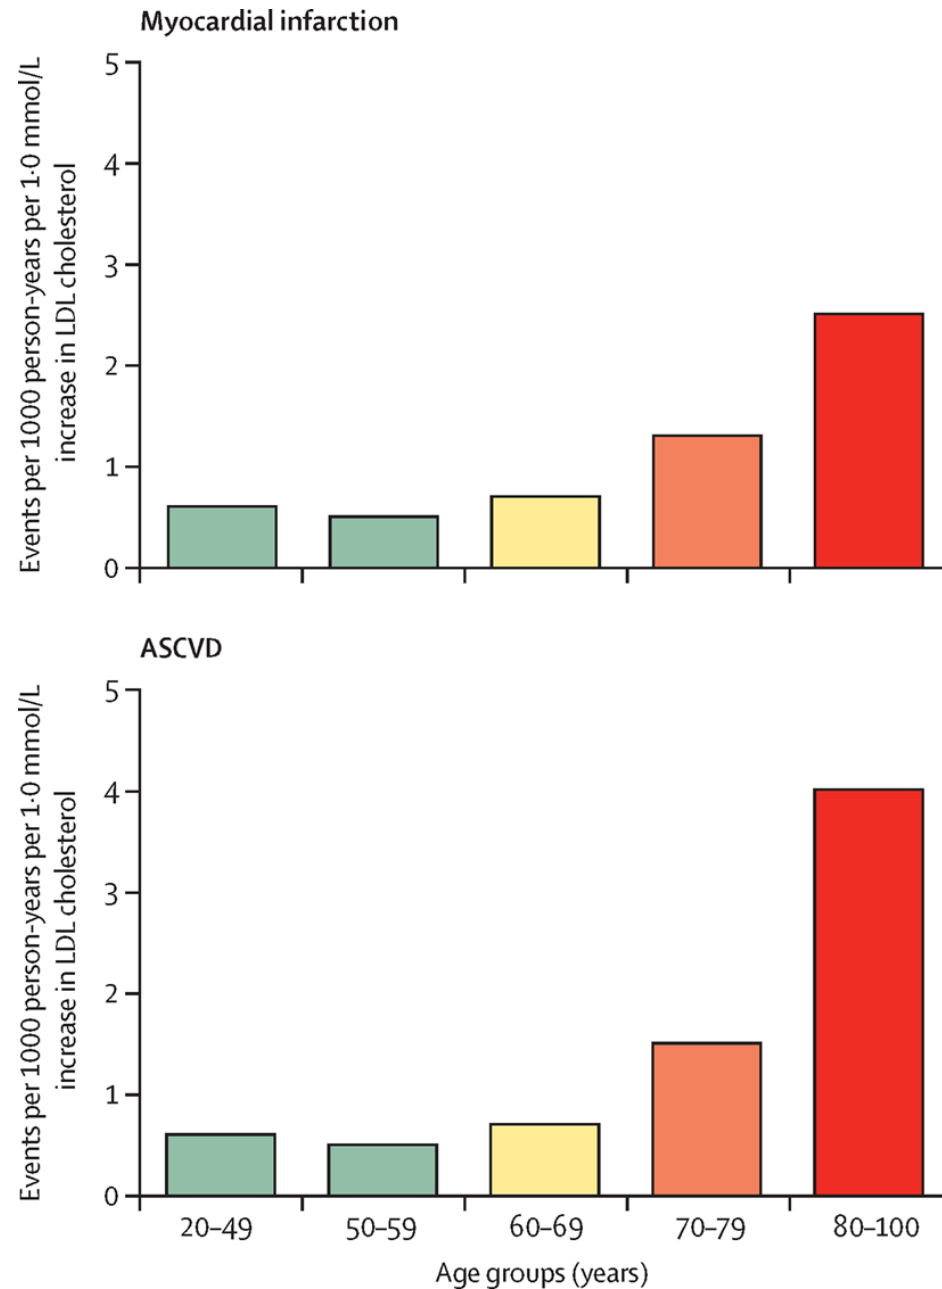 Myocardial infarction
Events per 1000 person-years per 1·0 mmol/L
increase in LDL cholesterol
5
4
3
2
1
0
ASCVD
Events per 1000 person-years per 1·0 mmol/L
increase in LDL cholesterol
5
4
3
2
1
0
20–49 50–59 60–69 70–79 80–100
Age groups (years)